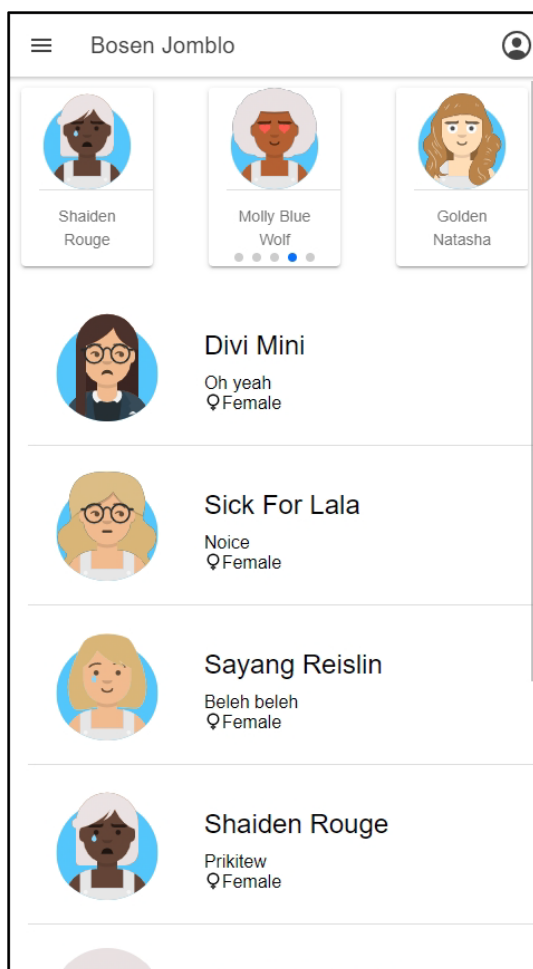 Bosen Jomblo
Shaiden
Rouge
Molly Blue
Wolf
Golden
Natasha
Divi Mini
Oh yeah
♀Female
Sick For Lala
Noice
♀Female
Sayang Reislin
Beleh beleh
♀Female
Shaiden Rouge
Prikitew
♀Female